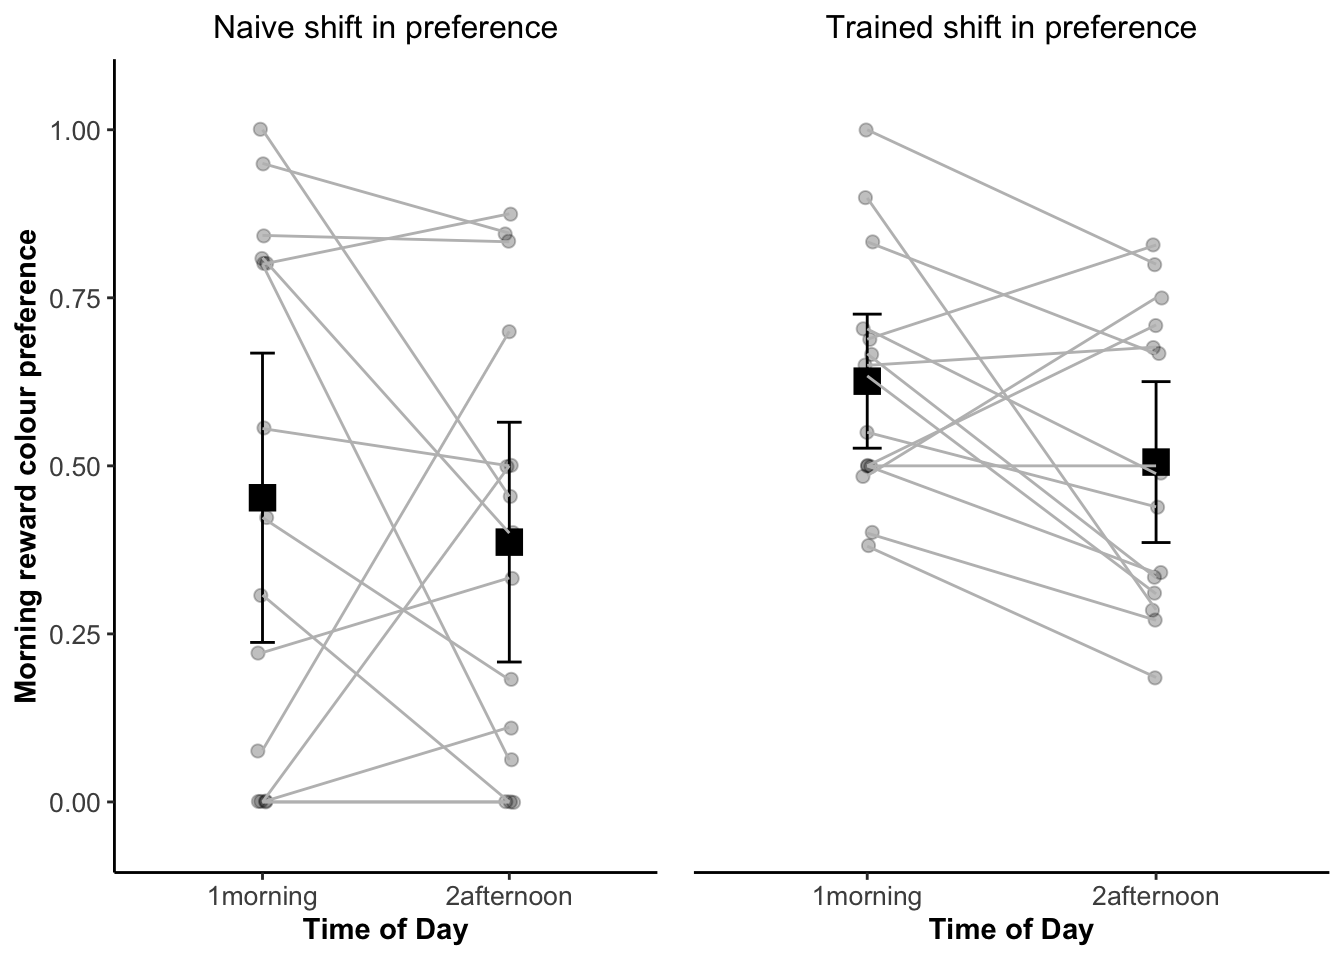 Naive shift in preference
Trained shift in preference
Morning reward colour preference
1.00
0.75
0.50
0.25
0.00
1morning
2afternoon
1morning
2afternoon
Time of Day
Time of Day